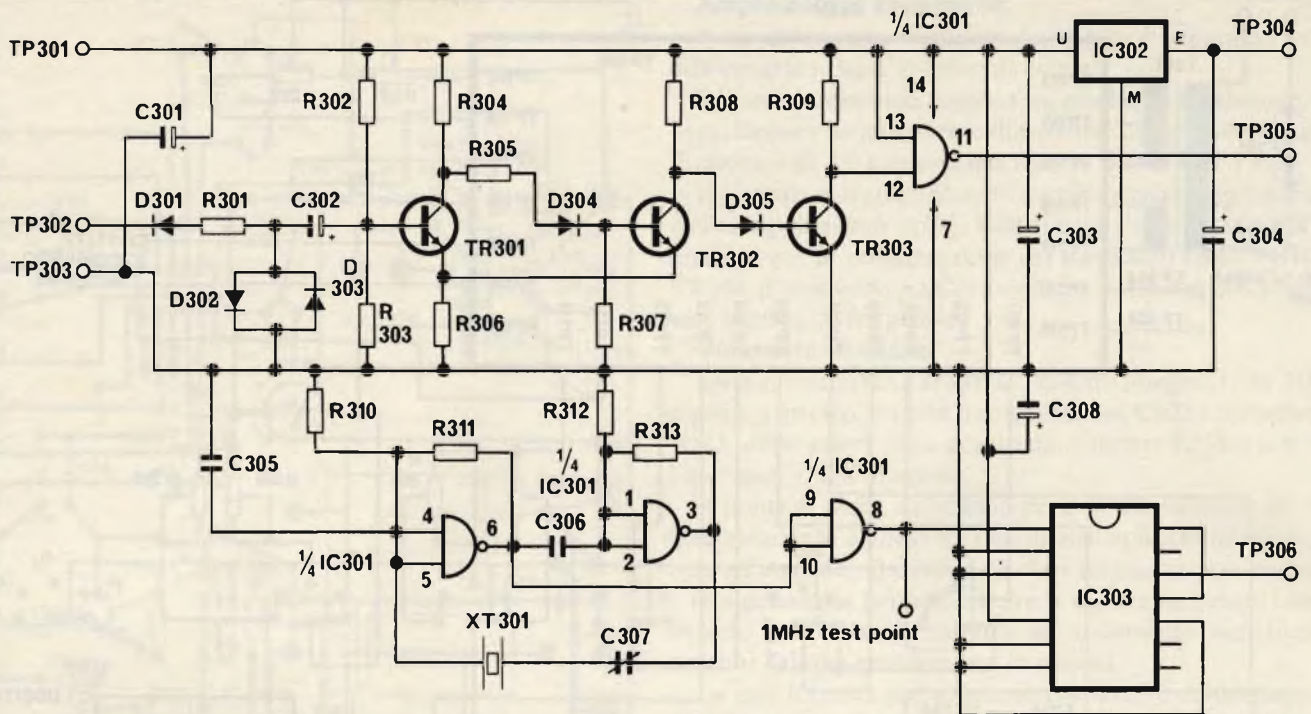 TP301
C301
R302
R304
R305
R308
R309
1/4 IC301
14
13
11
12
7
U
IC302
E
M
TP304
TP305
D301
R301
C302
D304
D305
TP302
TP303
TR301
TR302
TR303
C303
C304
D302
D
303
R
303
R306
R307
R310
R312
C308
R311
R313
C305
1/4
IC301
1/4 IC301
4
6
C306
1
3
9
8
1/4 IC301
5
2
10
XT301
C307
1MHz test point
IC303
TP306